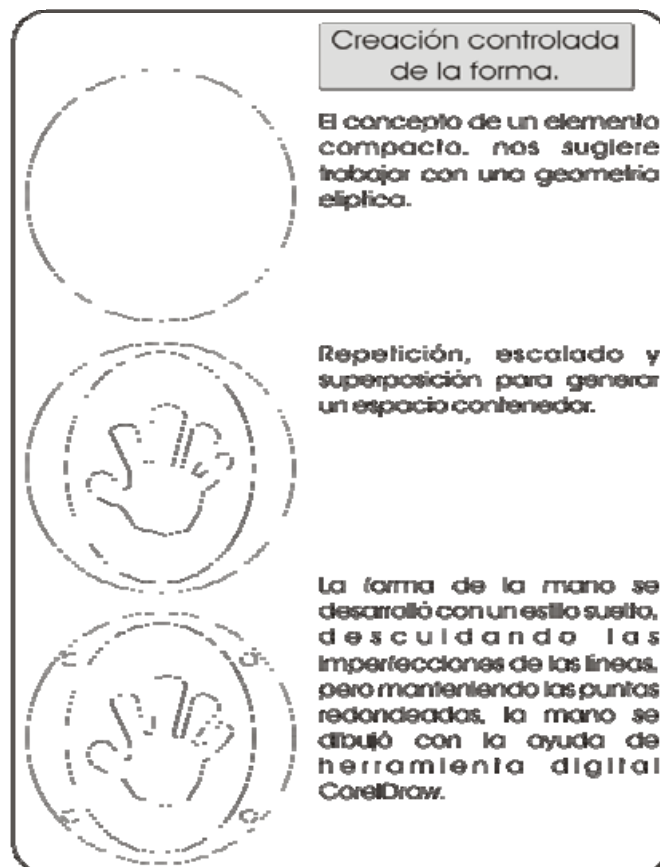 Creación controlada
de la forma.
El concepto de un elemento
compacto. nos sugiere
trabajar con una geometria
eliptica.
Repetición, escalado y
superposición para generar
un espacio contenedor.
La forma de la mano se
desarrolló con un estilo suelto,
descuidando las
imperfecciones de las líneas,
pero manteniendo las puntas
redondeadas, la mano se
dibujó con la ayuda de
herramienta digital
CorelDraw.